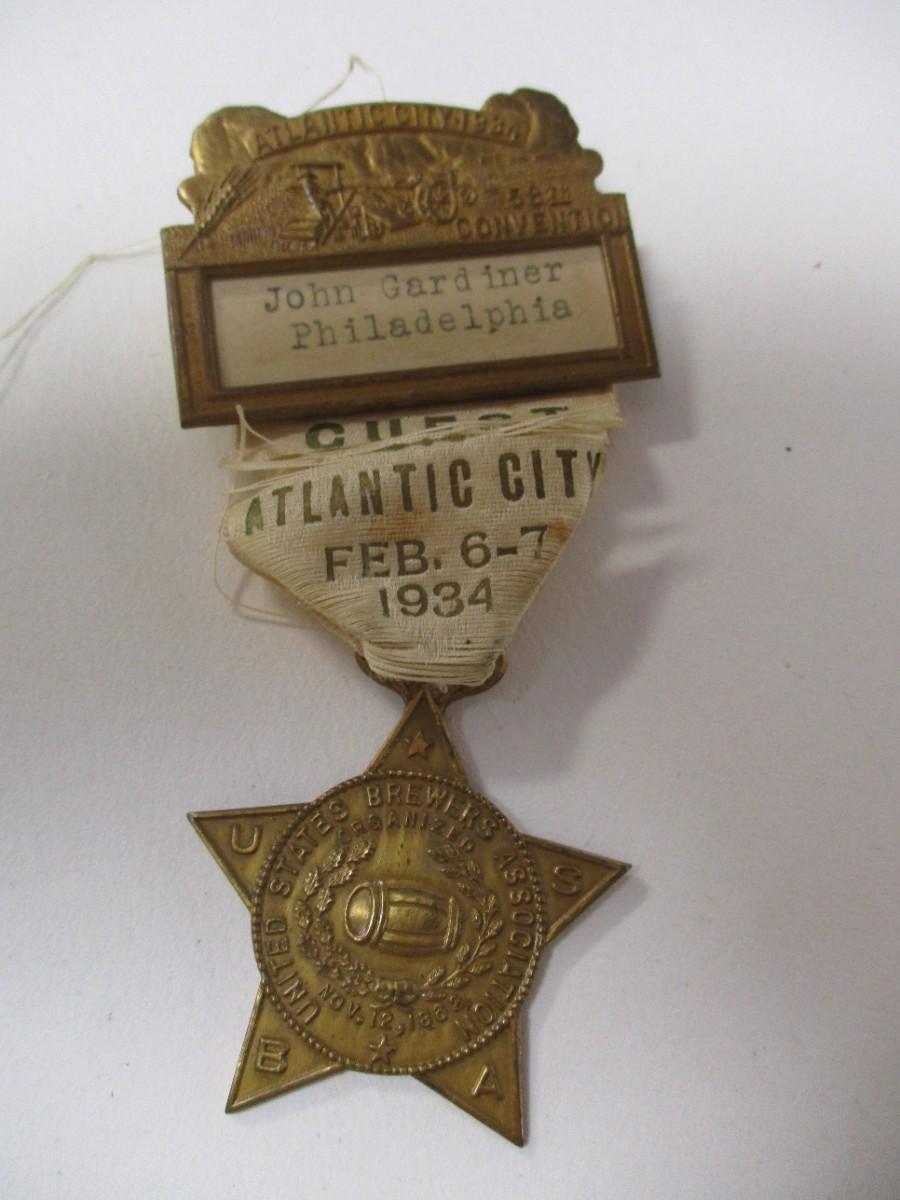 ATLANTIC CITY·1934
CONVENTION
John Gardiner
Philadelphia
GUEST
ATLANTIC CITY
FEB. 6-7
1934
U S B A
UNITED STATES BREWERS ASSOCIATION
ORGANIZED
NOV. 12, 1862